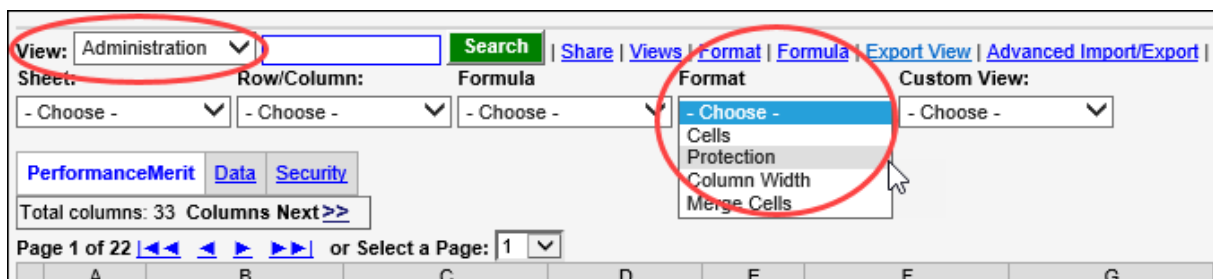 View: Administration Search | Share | Views | Format | Formula | Export View | Advanced Import/Export |
Sheet: Row/Column: Formula Format Custom View:
- Choose - - Choose - - Choose - - Choose - - Choose -
Cells
Protection
Column Width
Merge Cells
PerformanceMerit Data Security
Total columns: 33 Columns Next>>
Page 1 of 22 |◄◄ ◄ ► ►►| or Select a Page: 1
A B C D E F G